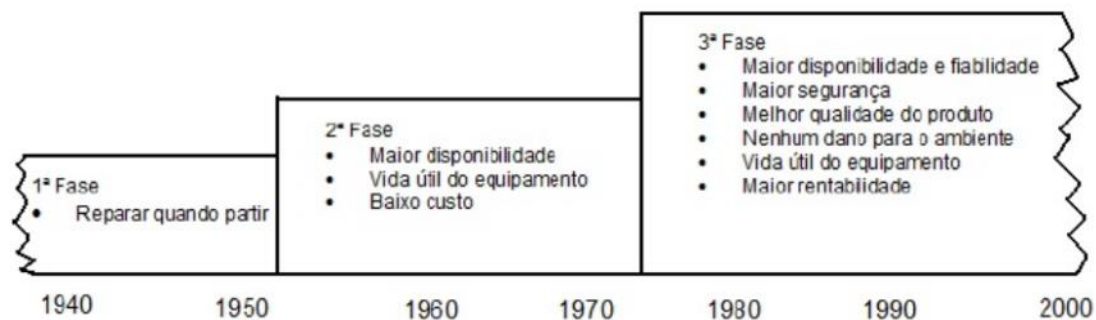 1ª Fase
• Reparar quando partir
2ª Fase
• Maior disponibilidade
• Vida útil do equipamento
• Baixo custo
3ª Fase
• Maior disponibilidade e fiabilidade
• Maior segurança
• Melhor qualidade do produto
• Nenhum dano para o ambiente
• Vida útil do equipamento
• Maior rentabilidade
1940 1950 1960 1970 1980 1990 2000